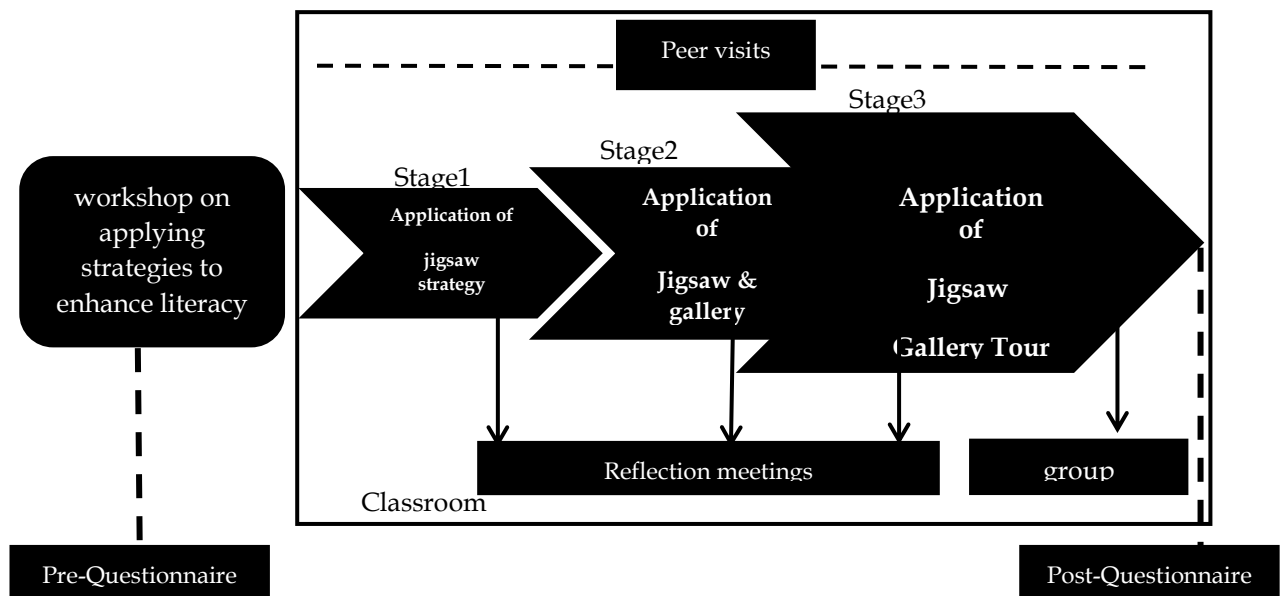 Peer visits
Stage3
Stage2
Stage1
workshop on
applying
strategies to
enhance literacy
Application of
jigsaw
strategy
Application
of
Jigsaw &
gallery
Application
of
Jigsaw
Gallery Tour
Reflection meetings
group
Classroom
Pre-Questionnaire
Post-Questionnaire